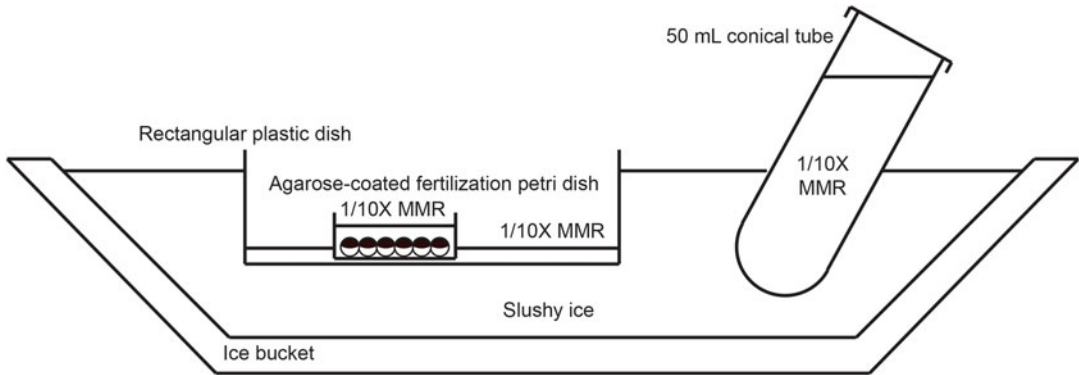 50 mL conical tube
Rectangular plastic dish
Agarose-coated fertilization petri dish
1/10X MMR
1/10X MMR
1/10X
MMR
Slushy ice
Ice bucket